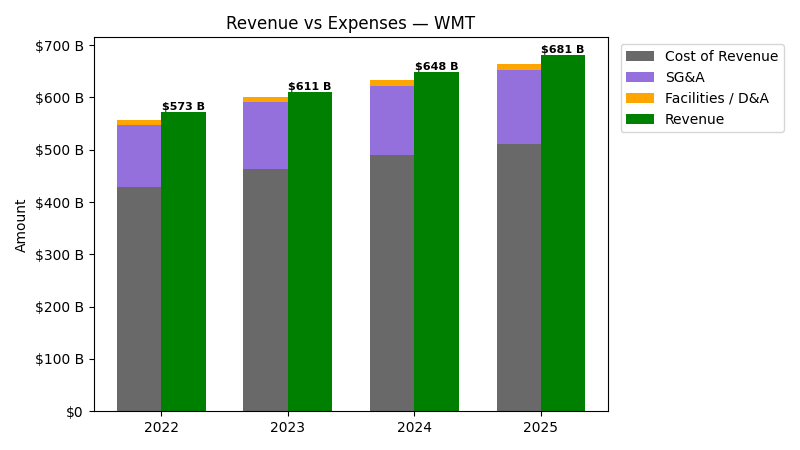 Revenue vs Expenses — WMT
$700 B
$600 B
$500 B
$400 B
$300 B
$200 B
$100 B
$0
Amount
$573 B
$611 B
$648 B
$681 B
2022
2023
2024
2025
Cost of Revenue
SG&A
Facilities / D&A
Revenue